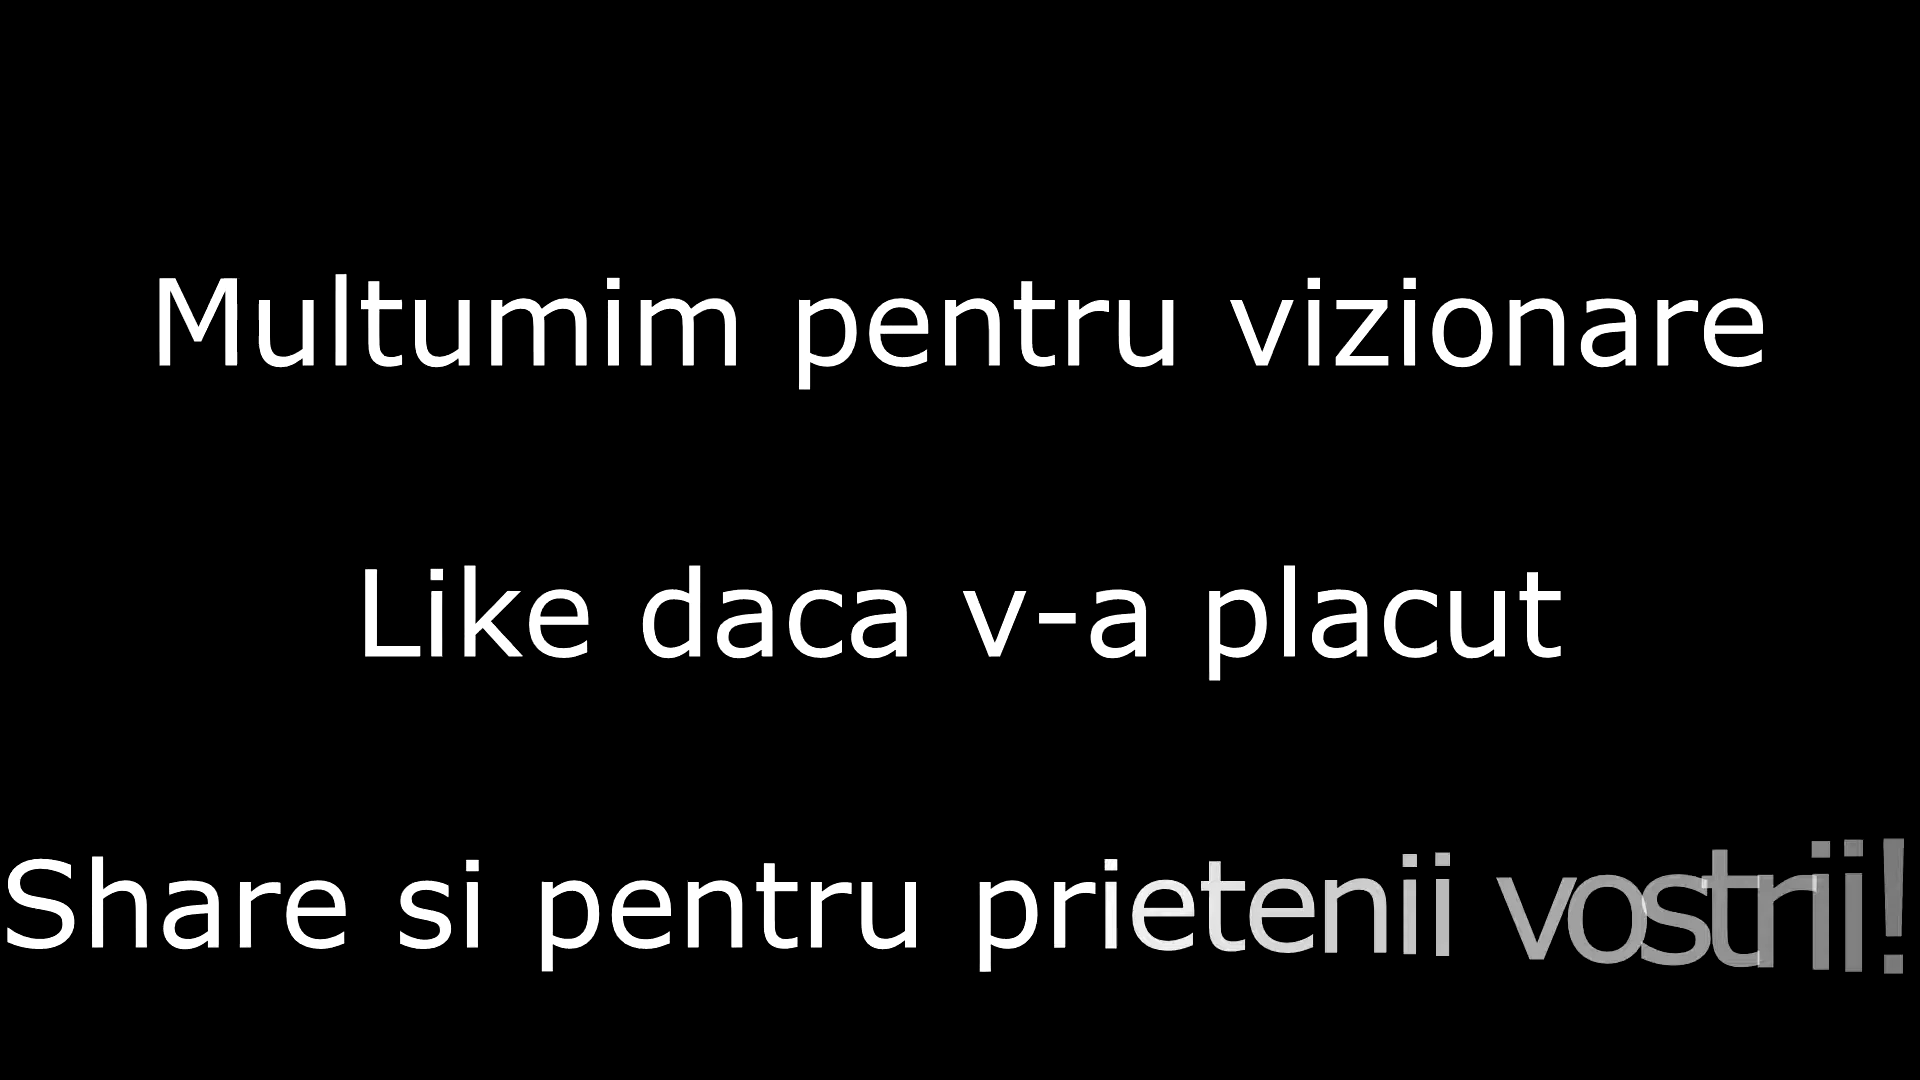 Multumim pentru vizionare
Like daca v-a placut
Share si pentru prietenii vostrii!